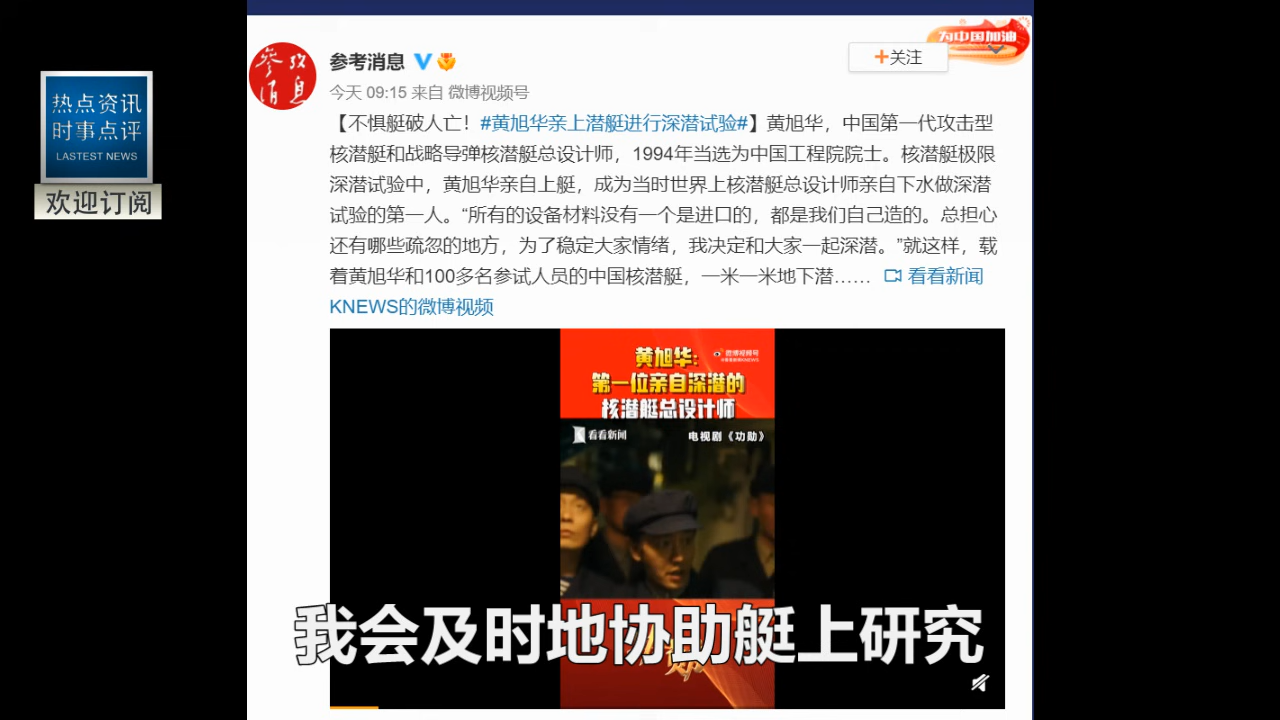 热点资讯
时事点评
LASTEST NEWS
欢迎订阅
参考消息
参考消息
为中国加油
+关注
今天 09:15 来自 微博视频号
【不惧艇破人亡！#黄旭华亲上潜艇进行深潜试验#】黄旭华，中国第一代攻击型
核潜艇和战略导弹核潜艇总设计师，1994年当选为中国工程院院士。核潜艇极限
深潜试验中，黄旭华亲自上艇，成为当时世界上核潜艇总设计师亲自下水做深潜
试验的第一人。“所有的设备材料没有一个是进口的，都是我们自己造的。总担心
还有哪些疏忽的地方，为了稳定大家情绪，我决定和大家一起深潜。”就这样，载
着黄旭华和100多名参试人员的中国核潜艇，一米一米地下潜…… 看看新闻
KNEWS的微博视频
黄旭华:
微博视频号
第一位亲自深潜的
核潜艇总设计师
看看新闻
电视剧《功勋》
我会及时地协助艇上研究